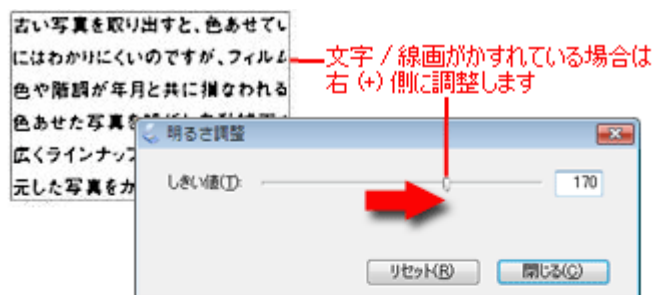 古い写真を取り出すと、色あせてい
にはわかりにくいのですが、フィルム
色や階調が年月と共に損なわれる
色あせた写真を
広くラインナップ
元した写真をカ
文字 / 線画がかすれている場合は
右 (+) 側に調整します
明るさ調整
しきい値(T): 170
リセット(R) 閉じる(C)